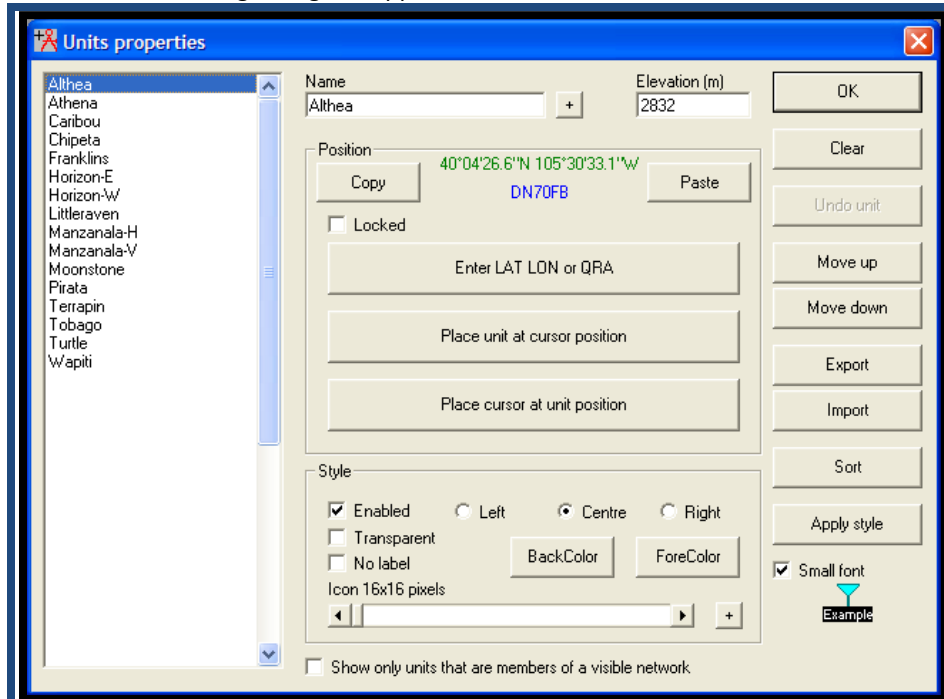 Units properties
Althea
Athena
Caribou
Chipeta
Franklins
Horizon-E
Horizon-W
Littleraven
Manzanala-H
Manzanala-V
Moonstone
Pirata
Terrapin
Tobago
Turtle
Wapiti
Name
Althea
+
Elevation (m)
2832
Position
Copy
40°04'26.6''N 105°30'33.1''W
DN70FB
Paste
Locked
Enter LAT LON or QRA
Place unit at cursor position
Place cursor at unit position
Style
Enabled
Left
Centre
Right
Transparent
No label
BackColor
ForeColor
Icon 16x16 pixels
+
Show only units that are members of a visible network
OK
Clear
Undo unit
Move up
Move down
Export
Import
Sort
Apply style
Small font
Example